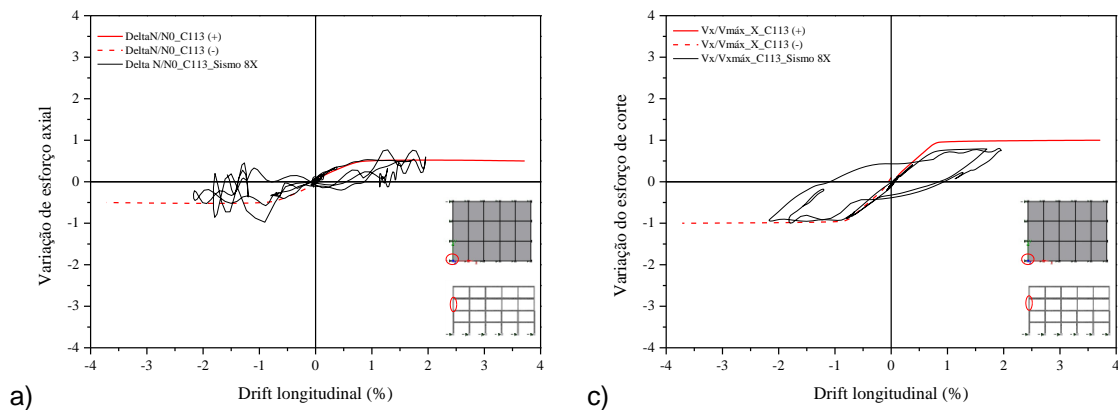 4
3
2
1
0
-1
-2
-3
-4
-4 -3 -2 -1 0 1 2 3 4
Variação de esforço axial
Drift longitudinal (%)
DeltaN/N0_C113 (+)
DeltaN/N0_C113 (-)
Delta N/N0_C113_Sismo 8X
a)
4
3
2
1
0
-1
-2
-3
-4
-4 -3 -2 -1 0 1 2 3 4
Variação do esforço de corte
Drift longitudinal (%)
Vx/Vmáx_X_C113 (+)
Vx/Vmáx_X_C113 (-)
Vx/Vxmáx_C113_Sismo 8X
c)